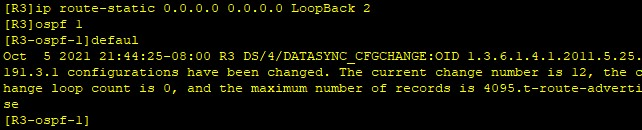 [R3]ip route-static 0.0.0.0 0.0.0.0 LoopBack 2
[R3]ospf 1
[R3-ospf-1]defaul
Oct  5 2021 21:44:25-08:00 R3 DS/4/DATASYNC_CFGCHANGE:OID 1.3.6.1.4.1.2011.5.25.
191.3.1 configurations have been changed. The current change number is 12, the c
hange loop count is 0, and the maximum number of records is 4095.t-route-adverti
se
[R3-ospf-1]